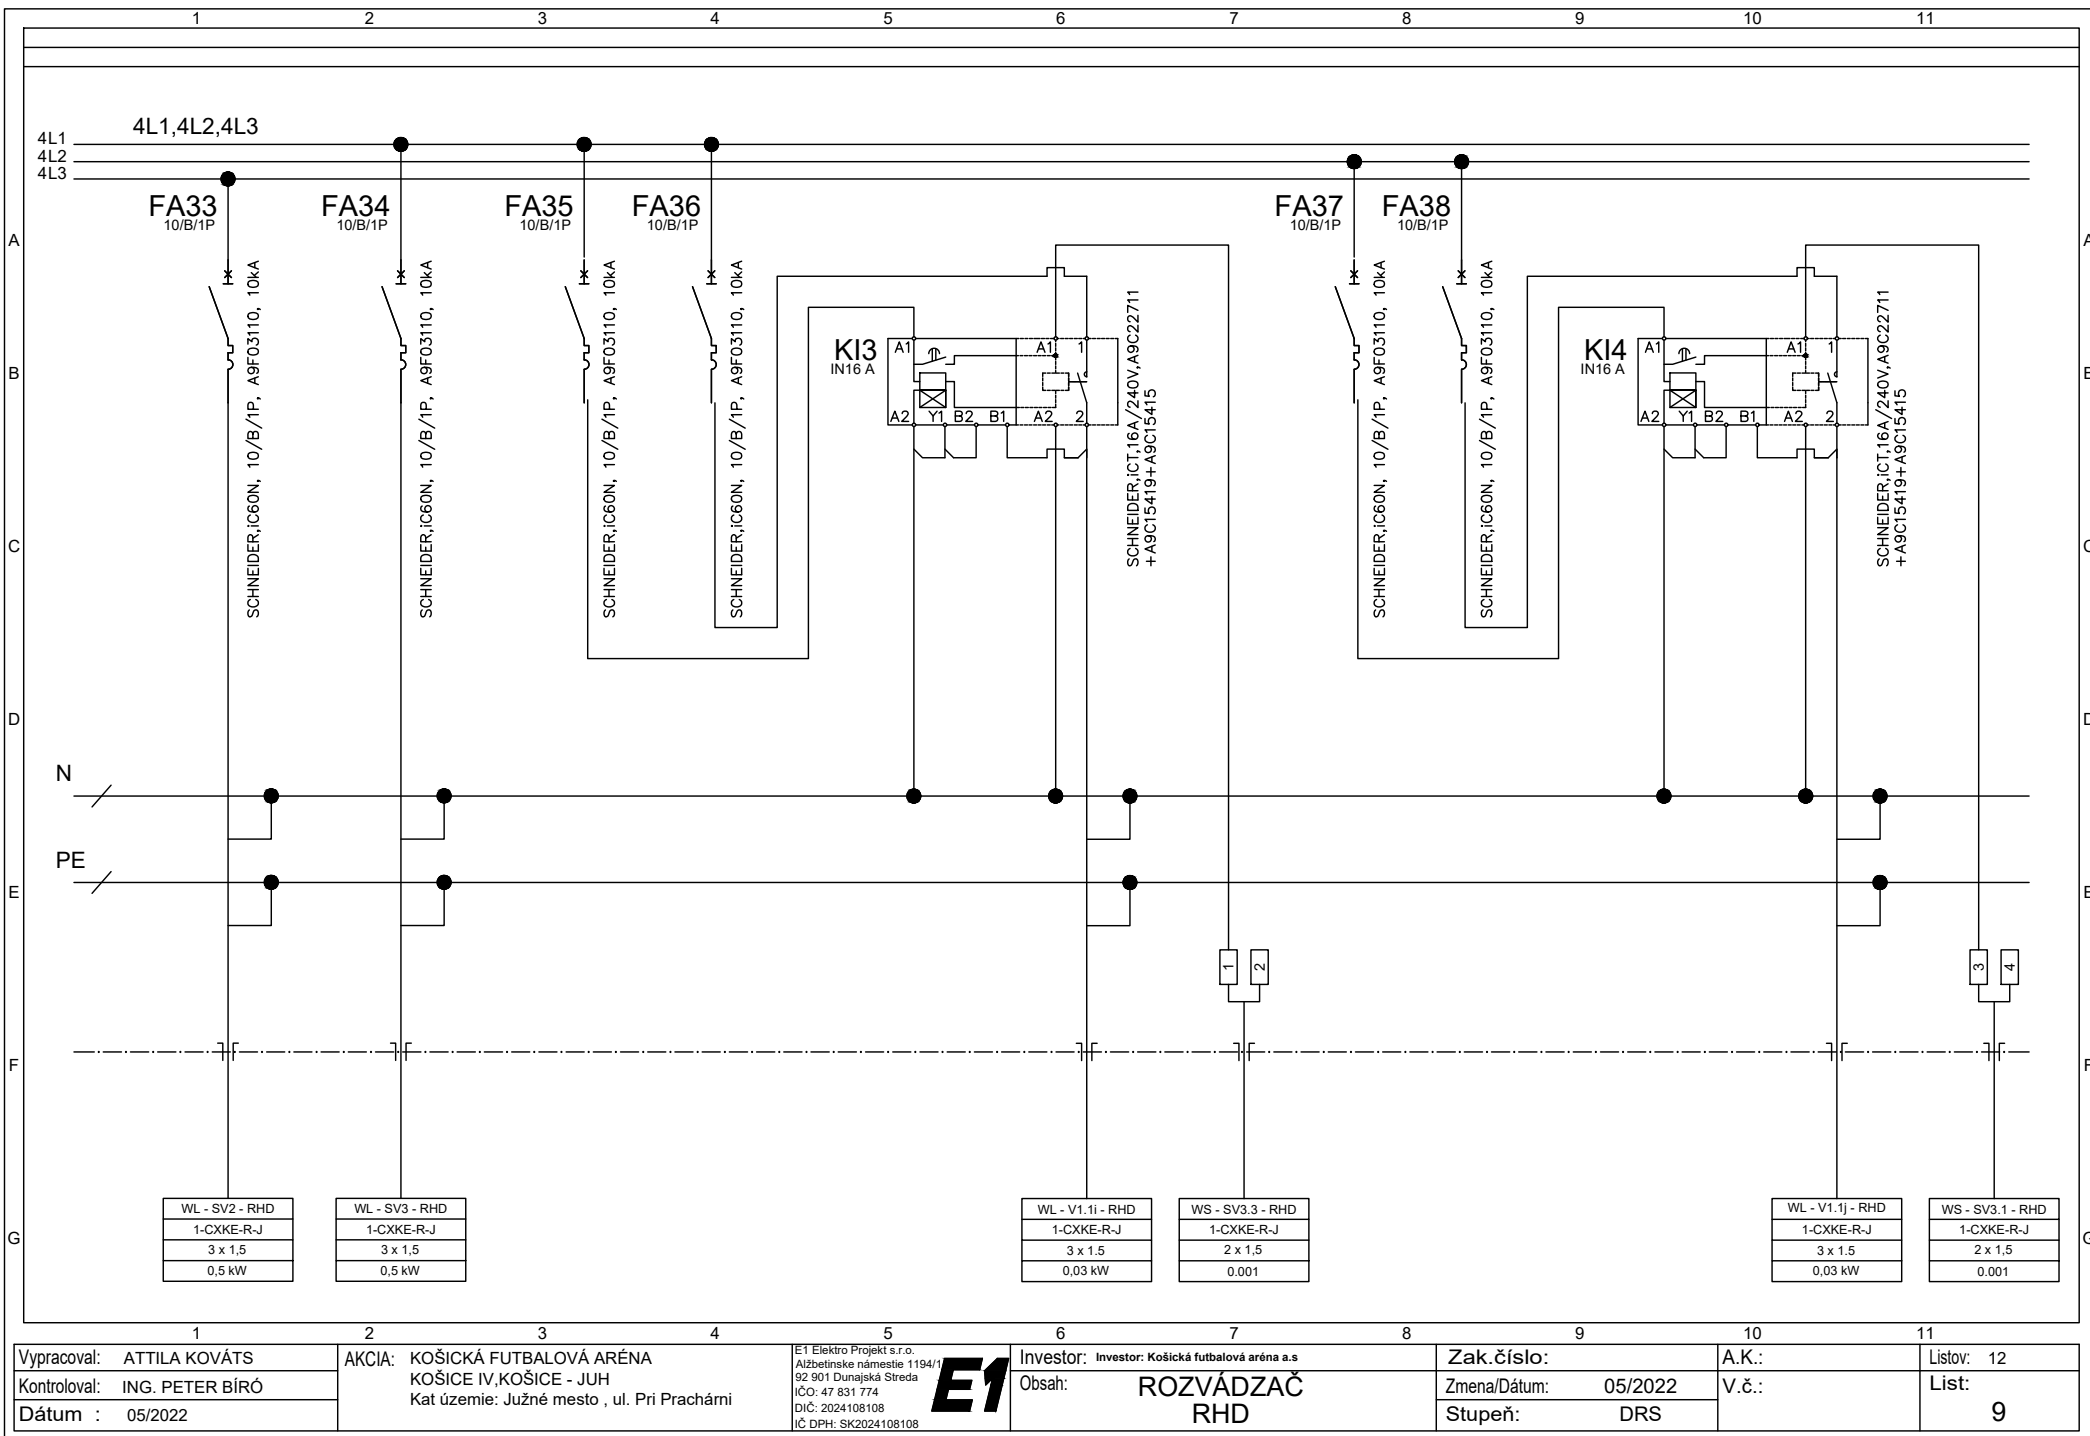 1 2 3 4 5 6 7 8 9 10 11
4L1,4L2,4L3
4L1
4L2
4L3
FA33
10/B/1P
FA34
10/B/1P
FA35
10/B/1P
FA36
10/B/1P
FA37
10/B/1P
FA38
10/B/1P
A A
SCHNEIDER,iC60N, 10/B/1P, A9F03110, 10kA
SCHNEIDER,iC60N, 10/B/1P, A9F03110, 10kA
SCHNEIDER,iC60N, 10/B/1P, A9F03110, 10kA
SCHNEIDER,iC60N, 10/B/1P, A9F03110, 10kA
KI3
IN16 A
A1 A1 1
A2 Y1 B2 B1 A2 2
SCHNEIDER,iCT,16A/240V,A9C22711
+A9C15419+A9C15415
SCHNEIDER,iC60N, 10/B/1P, A9F03110, 10kA
SCHNEIDER,iC60N, 10/B/1P, A9F03110, 10kA
KI4
IN16 A
A1 A1 1
A2 Y1 B2 B1 A2 2
SCHNEIDER,iCT,16A/240V,A9C22711
+A9C15419+A9C15415
B B
C C
D D
N
PE
E E
1 2 3 4
F F
G G
WL - SV2 - RHD
1-CXKE-R-J
3 x 1,5
0,5 kW
WL - SV3 - RHD
1-CXKE-R-J
3 x 1,5
0,5 kW
WL - V1.1i - RHD
1-CXKE-R-J
3 x 1.5
0,03 kW
WS - SV3.3 - RHD
1-CXKE-R-J
2 x 1,5
0.001
WL - V1.1j - RHD
1-CXKE-R-J
3 x 1.5
0,03 kW
WS - SV3.1 - RHD
1-CXKE-R-J
2 x 1,5
0.001
1 2 3 4 5 6 7 8 9 10 11
Vypracoval: ATTILA KOVÁTS
Kontroloval: ING. PETER BÍRÓ
Dátum : 05/2022
AKCIA: KOŠICKÁ FUTBALOVÁ ARÉNA
KOŠICE IV,KOŠICE - JUH
Kat územie: Južné mesto , ul. Pri Prachárni
E1 Elektro Projekt s.r.o.
Alžbetinske námestie 1194/1
92 901 Dunajská Streda
IČO: 47 831 774
DIČ: 2024108108
IČ DPH: SK2024108108
E1
Investor: Investor: Košická futbalová aréna a.s
Obsah: ROZVÁDZAČ
RHD
Zak.číslo:
Zmena/Dátum: 05/2022
Stupeň: DRS
A.K.:
V.č.:
Listov: 12
List:
9